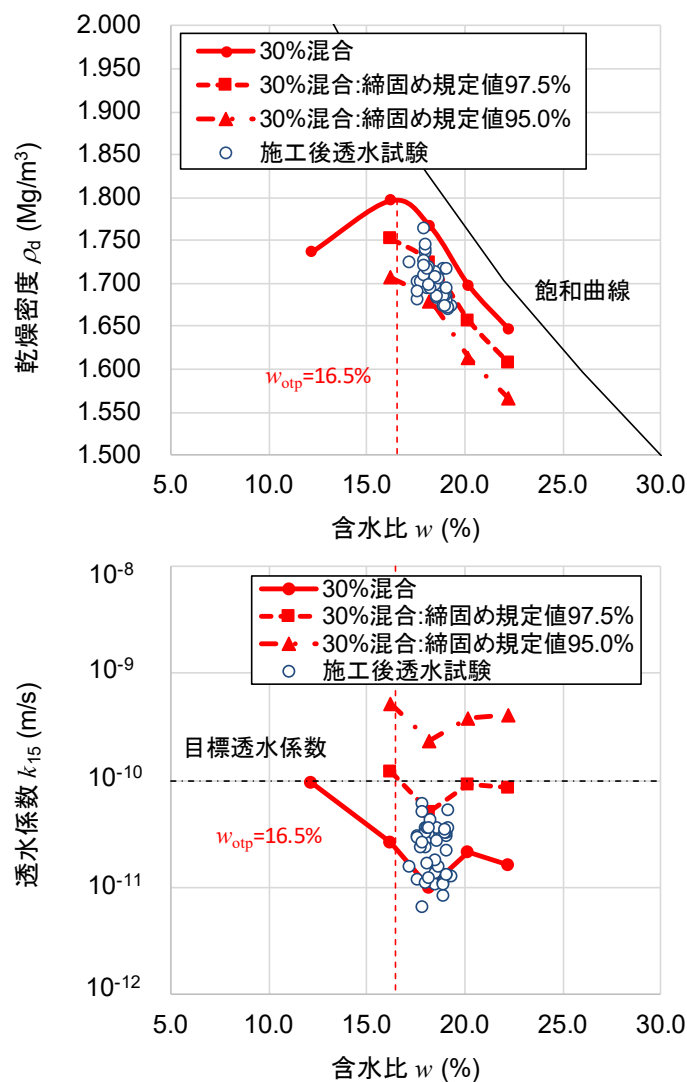 2.000
1.950
1.900
1.850
1.800
1.750
1.700
1.650
1.600
1.550
1.500
乾燥密度 ρd (Mg/m3)
30%混合
30%混合:締固め規定値97.5%
30%混合:締固め規定値95.0%
施工後透水試験
飽和曲線
wotp=16.5%
5.0 10.0 15.0 20.0 25.0 30.0
含水比 w (%)
10-8
10-9
10-10
10-11
10-12
透水係数 k15 (m/s)
30%混合
30%混合:締固め規定値97.5%
30%混合:締固め規定値95.0%
施工後透水試験
目標透水係数
wotp=16.5%
5.0 10.0 15.0 20.0 25.0 30.0
含水比 w (%)